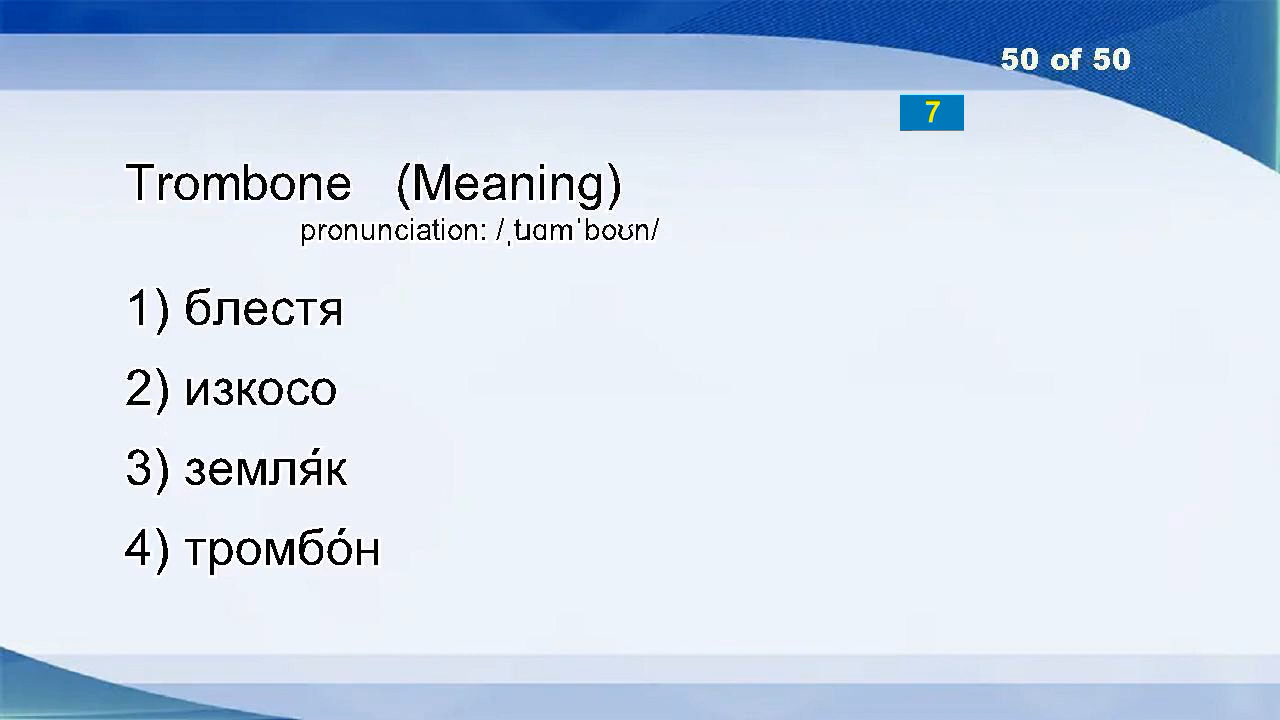 50 of 50
7
Trombone (Meaning)
pronunciation: /ˌtɹɑmˈboʊn/
1) блестя
2) изкосо
3) земля́к
4) тромбо́н